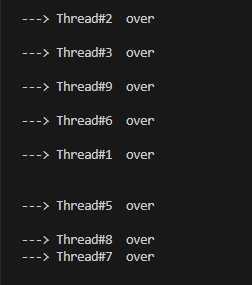 ---> Thread#2  over
---> Thread#3  over
---> Thread#9  over
---> Thread#6  over
---> Thread#1  over
---> Thread#5  over
---> Thread#8  over
---> Thread#7  over